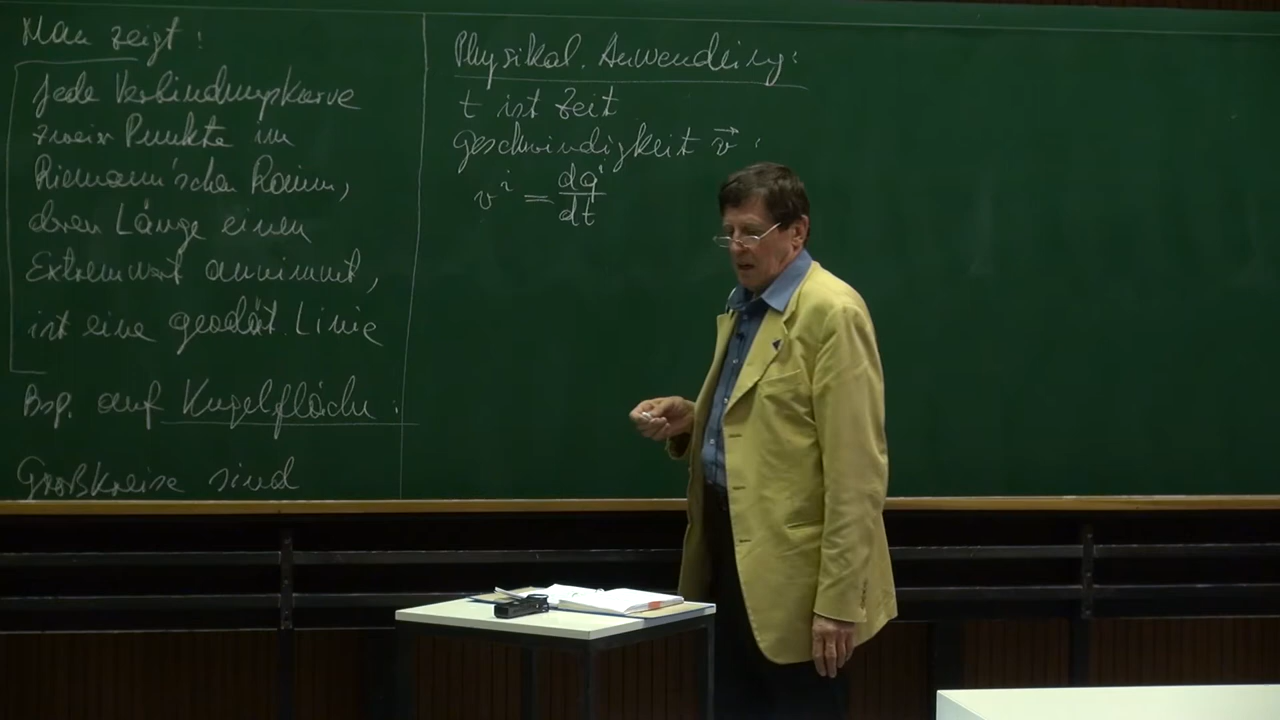 Man zeigt:
Jede Verbindungskurve
zweier Punkte im
Riemann'schen Raum,
deren Länge einen
Extremwert annimmt,
ist eine geodät. Linie
Bsp. auf Kugelfläche:
Großkreise sind
Physikal. Anwendung:
t ist Zeit
Geschwindigkeit v⃗:
vⁱ = dqⁱ/dt